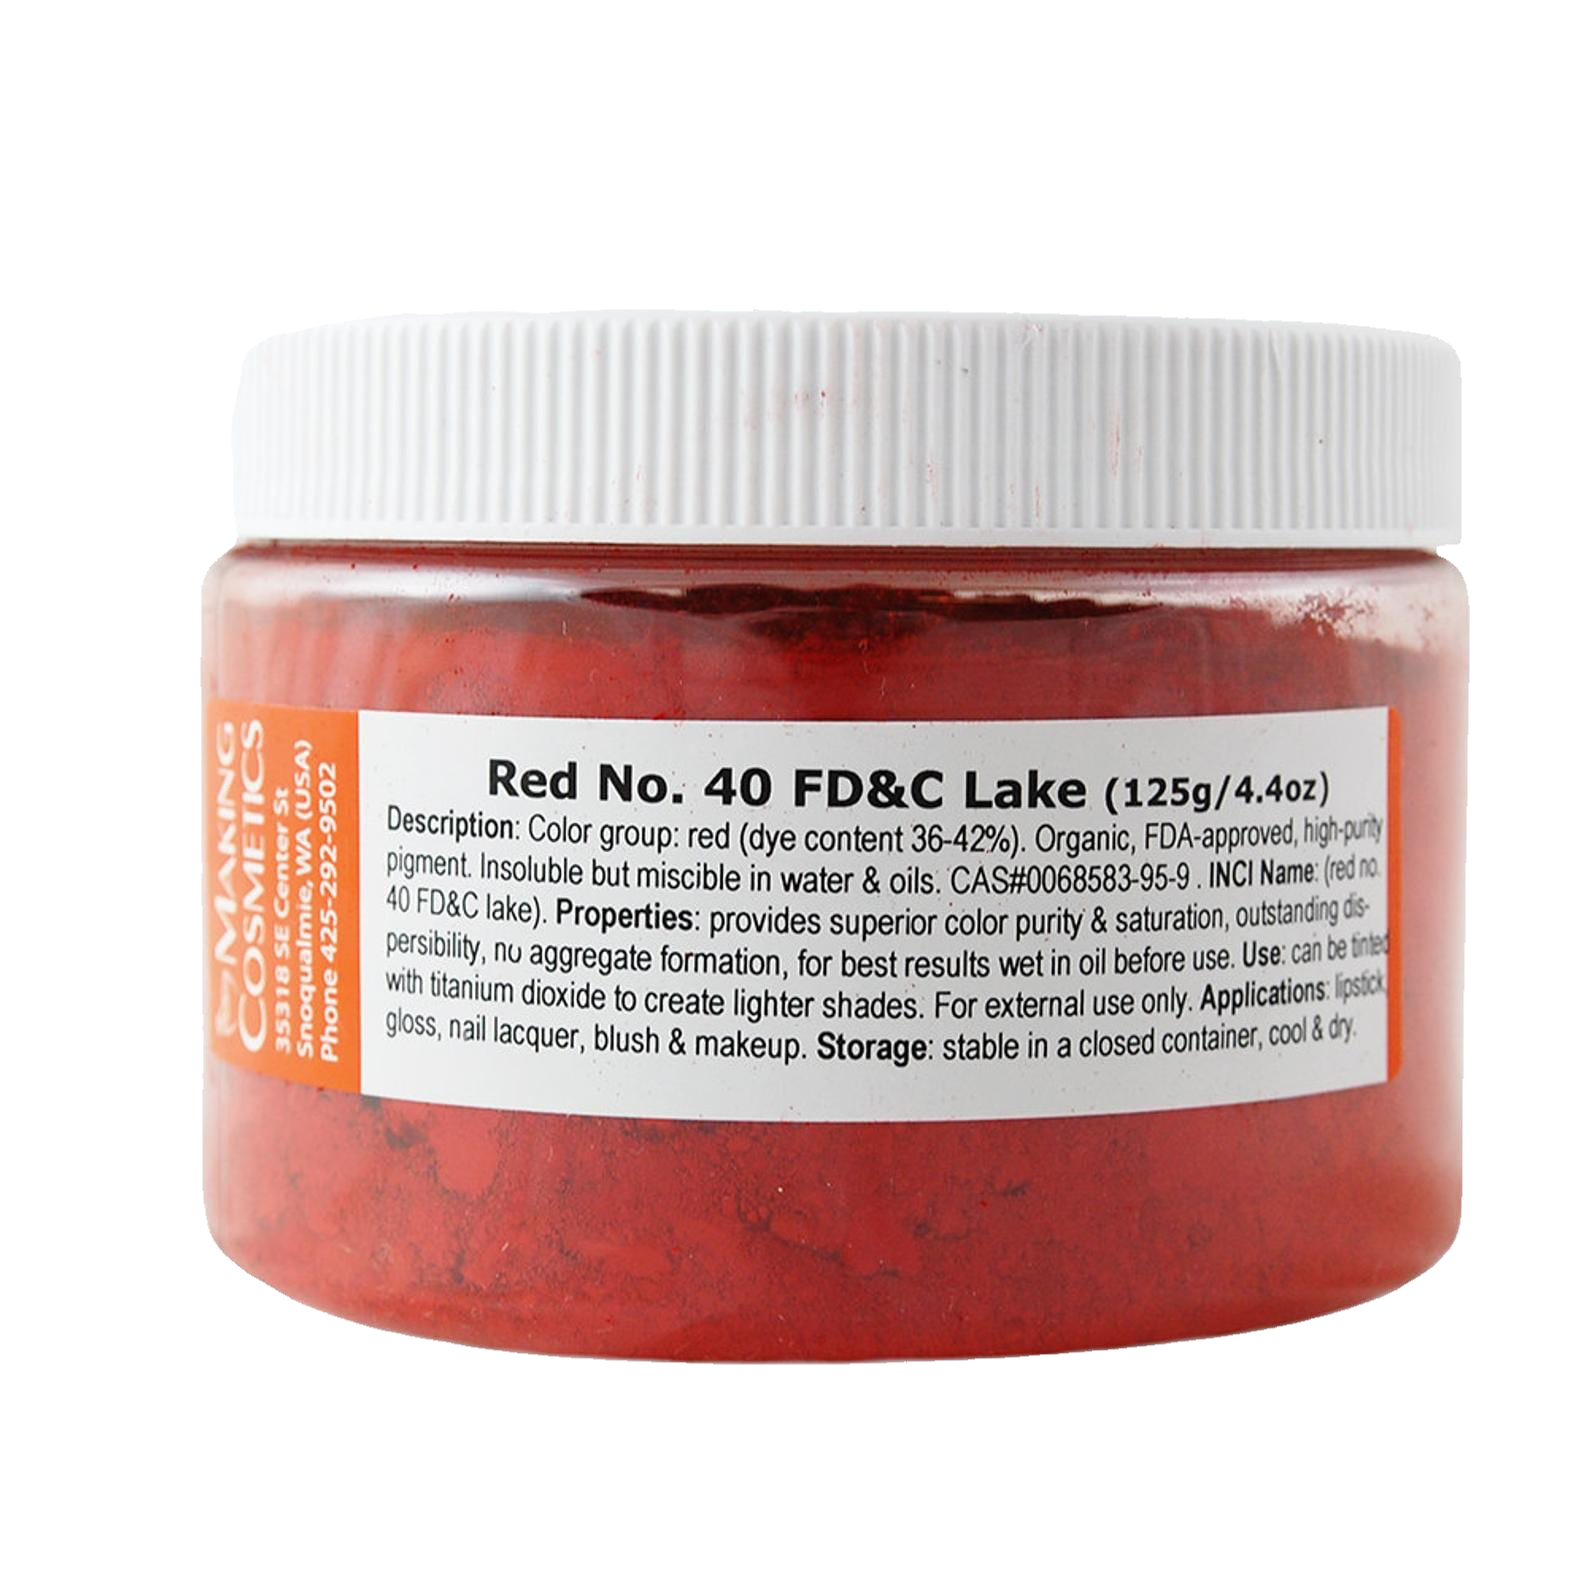 MAKING
COSMETICS
35318 SE Center St
Snoqualmie, WA (USA)
Phone 425-292-9502
Red No. 40 FD&C Lake (125g/4.4oz)
Description: Color group: red (dye content 36-42%). Organic, FDA-approved, high-purity
pigment. Insoluble but miscible in water & oils. CAS#0068583-95-9 . INCI Name: (red no.
40 FD&C lake). Properties: provides superior color purity & saturation, outstanding dis-
persibility, no aggregate formation, for best results wet in oil before use. Use: can be tinted
with titanium dioxide to create lighter shades. For external use only. Applications: lipstick,
gloss, nail lacquer, blush & makeup. Storage: stable in a closed container, cool & dry.